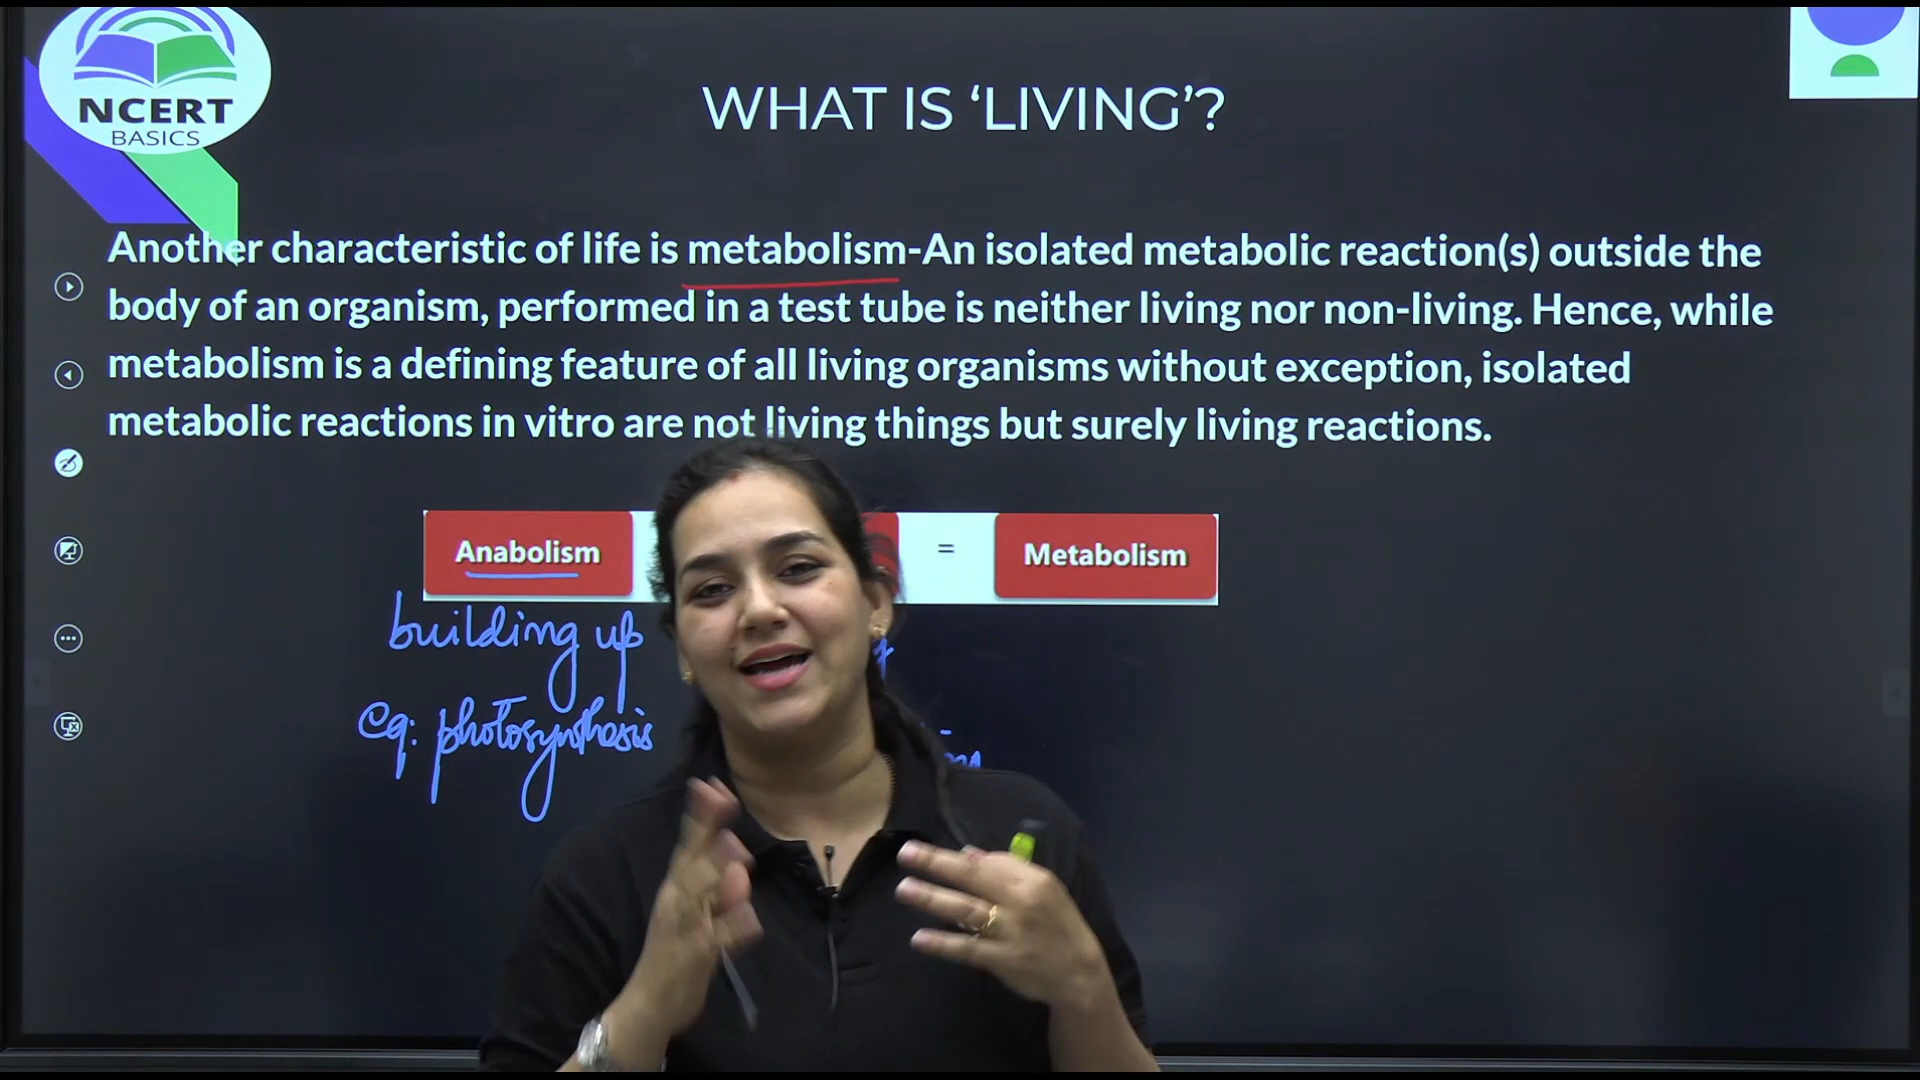 NCERT
BASICS
WHAT IS ‘LIVING’?
Another characteristic of life is metabolism-An isolated metabolic reaction(s) outside the
body of an organism, performed in a test tube is neither living nor non-living. Hence, while
metabolism is a defining feature of all living organisms without exception, isolated
metabolic reactions in vitro are not living things but surely living reactions.
Anabolism = Metabolism
building up
eg: photosynthesis